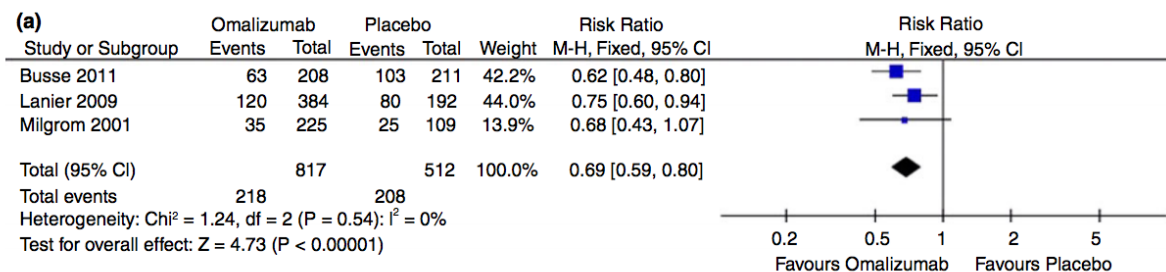 (a) Omalizumab Placebo Risk Ratio Risk Ratio
Study or Subgroup Events Total Events Total Weight M-H, Fixed, 95% CI M-H, Fixed, 95% CI
Busse 2011 63 208 103 211 42.2% 0.62 [0.48, 0.80]
Lanier 2009 120 384 80 192 44.0% 0.75 [0.60, 0.94]
Milgrom 2001 35 225 25 109 13.9% 0.68 [0.43, 1.07]
Total (95% CI) 817 512 100.0% 0.69 [0.59, 0.80]
Total events 218 208
Heterogeneity: Chi² = 1.24, df = 2 (P = 0.54): I² = 0%
Test for overall effect: Z = 4.73 (P < 0.00001)
0.2 0.5 1 2 5
Favours Omalizumab Favours Placebo